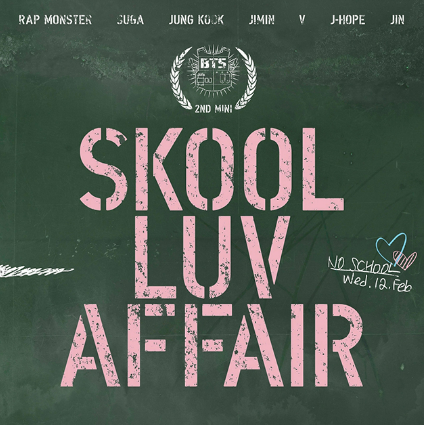 RAP MONSTER SUGA JUNG KOOK JIMIN V J-HOPE JIN
BTS
2ND MINI
SKOOL
LUV
AFFAIR
NO SCHOOL
Wed. 12. Feb